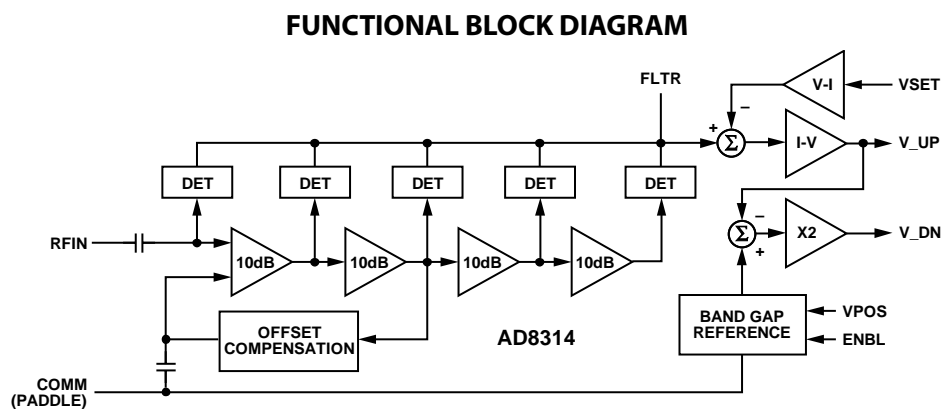 FUNCTIONAL BLOCK DIAGRAM
FLTR
V-I
VSET
–
+
Σ
I-V
V_UP
DET
DET
DET
DET
DET
–
Σ
+
X2
V_DN
RFIN
10dB
10dB
10dB
10dB
OFFSET
COMPENSATION
AD8314
BAND GAP
REFERENCE
VPOS
ENBL
COMM
(PADDLE)